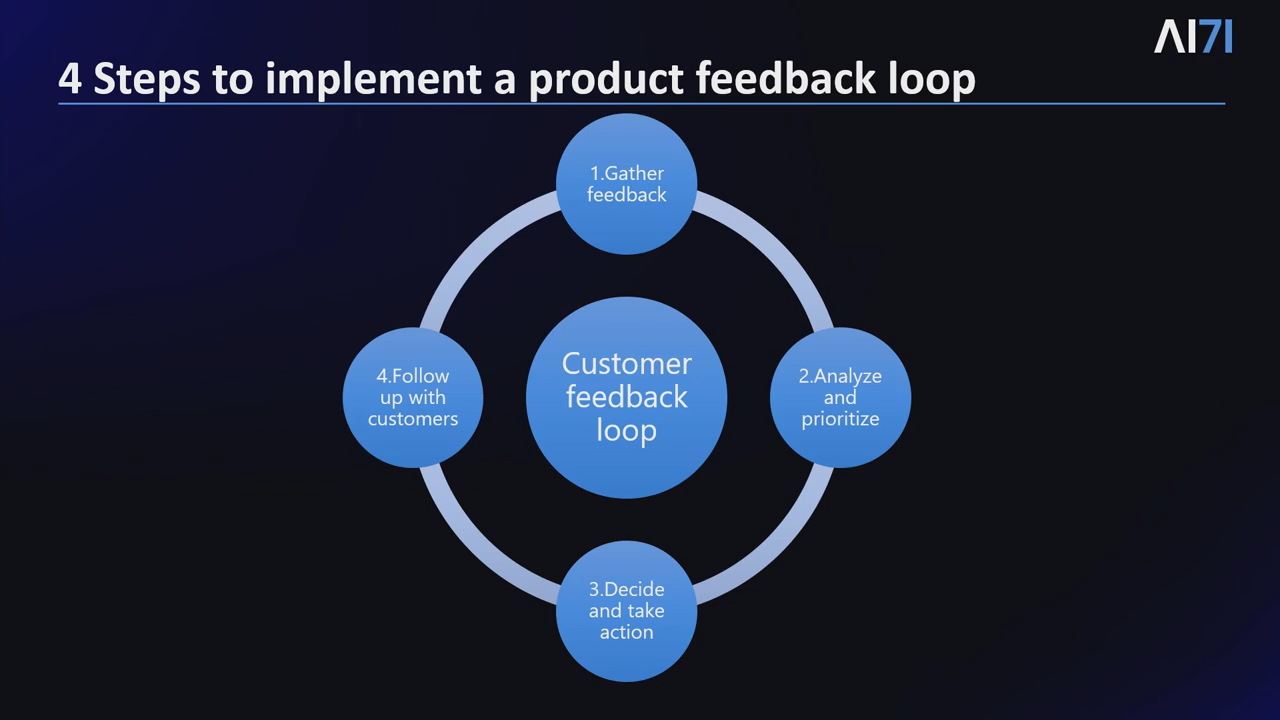 AI71
4 Steps to implement a product feedback loop
1.Gather
feedback
2.Analyze
and
prioritize
3.Decide
and take
action
4.Follow
up with
customers
Customer
feedback
loop